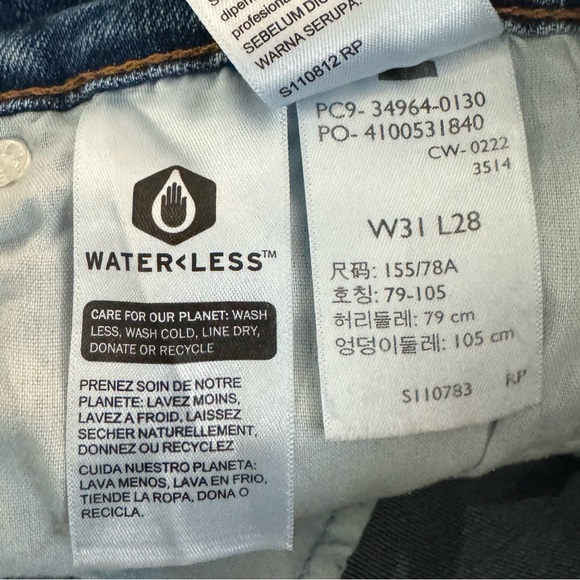 profesional
SEBELUM DIC
WARNA SERUPA.
S110812 RP
PC9- 34964-0130
PO- 4100531840
CW- 0222
3514
W31 L28
尺码: 155/78A
호칭: 79-105
허리둘레: 79 cm
엉덩이둘레: 105 cm
S110783 RP
WATER<LESS™
CARE FOR OUR PLANET: WASH
LESS, WASH COLD, LINE DRY,
DONATE OR RECYCLE
PRENEZ SOIN DE NOTRE
PLANETE: LAVEZ MOINS,
LAVEZ A FROID, LAISSEZ
SECHER NATURELLEMENT,
DONNEZ OU RECYCLEZ
CUIDA NUESTRO PLANETA:
LAVA MENOS, LAVA EN FRIO,
TIENDE LA ROPA, DONA O
RECICLA.